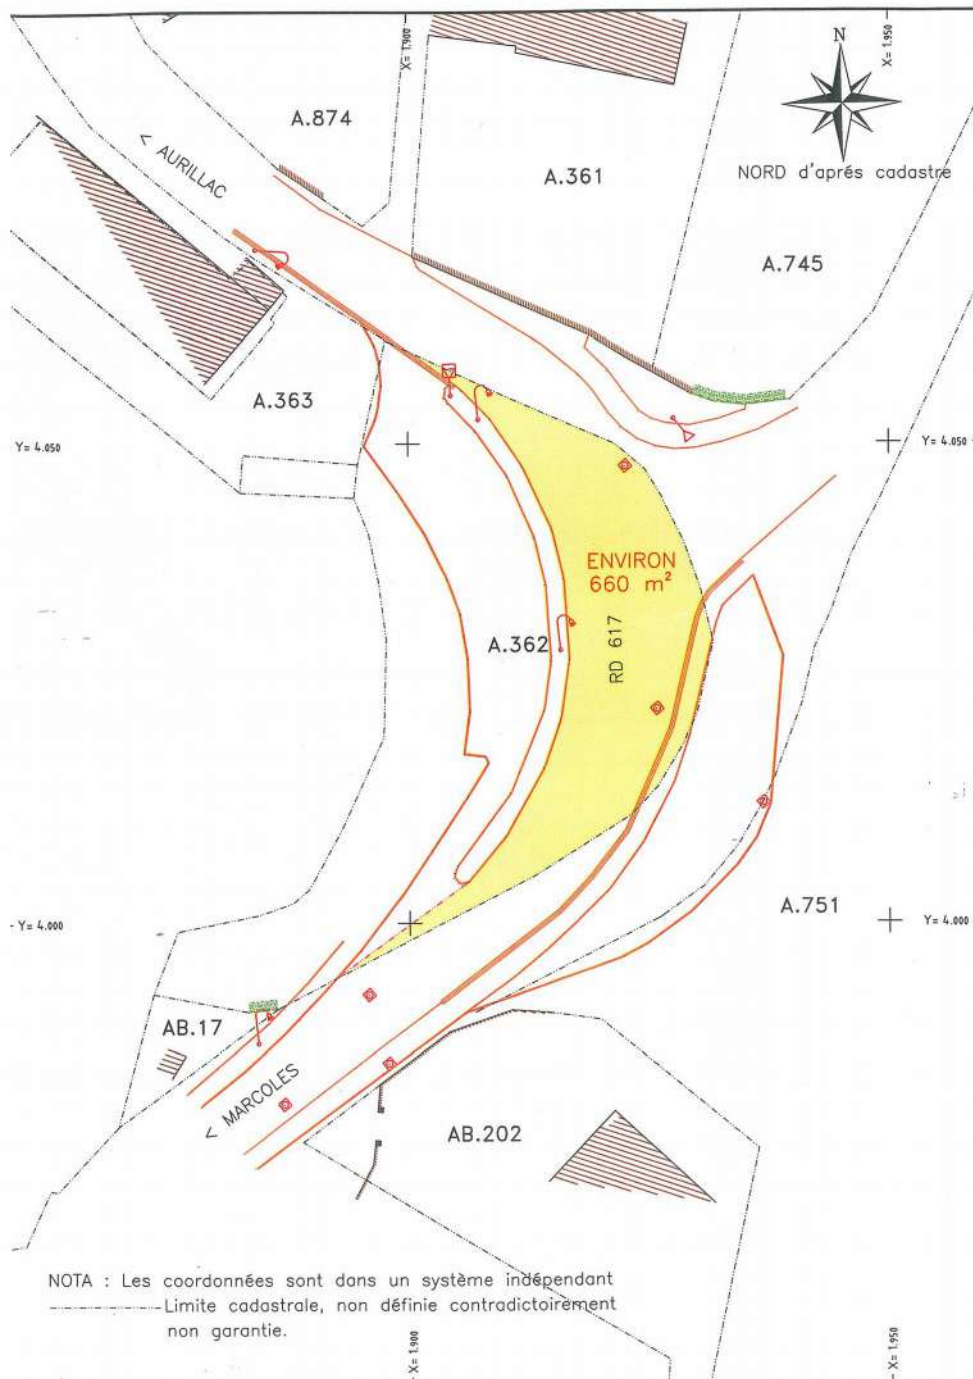 X= 1.900
X= 1.950
N
NORD d'aprés cadastre
A.874
< AURILLAC
A.361
A.745
A.363
Y= 4.050
Y= 4.050
ENVIRON
660 m²
A.362
RD 617
A.751
Y= 4.000
Y= 4.000
AB.17
< MARCOLES
AB.202
NOTA : Les coordonnées sont dans un système indépendant
Limite cadastrale, non définie contradictoirement
non garantie.
X= 1.900
X= 1.950